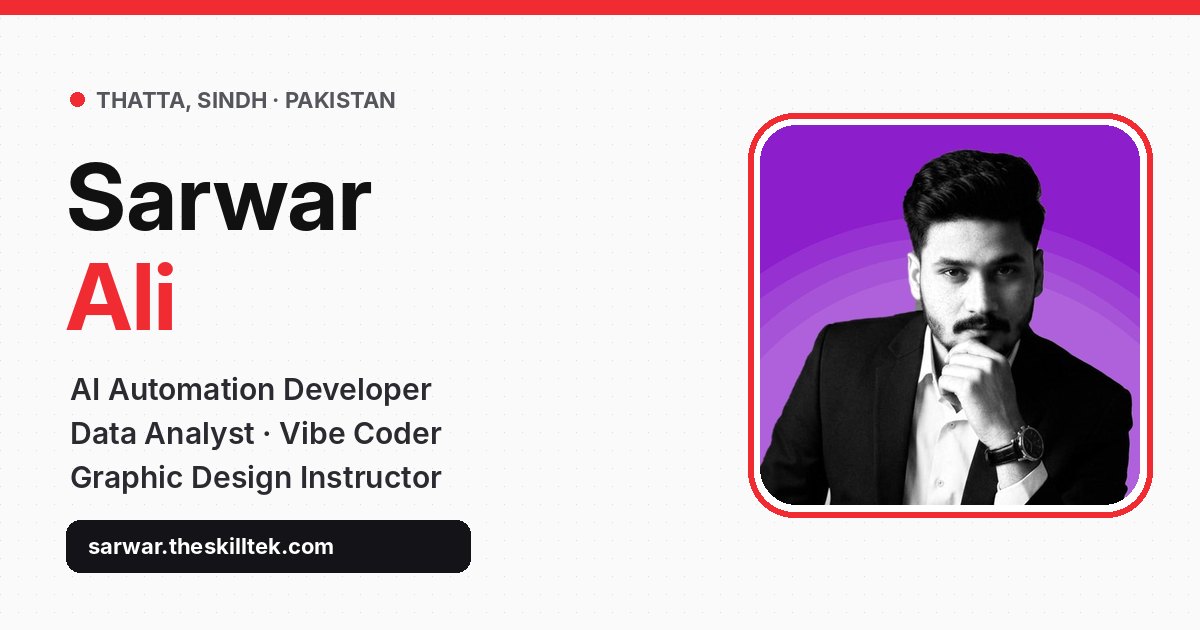 THATTA, SINDH · PAKISTAN
Sarwar
Ali
AI Automation Developer
Data Analyst · Vibe Coder
Graphic Design Instructor
sarwar.theskilltek.com